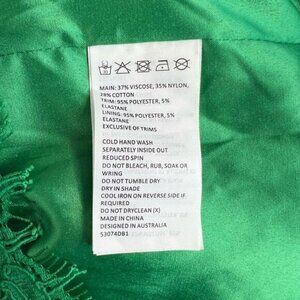 MAIN: 37% VISCOSE, 35% NYLON,
28% COTTON
TRIM: 95% POLYESTER, 5%
ELASTANE
LINING: 95% POLYESTER, 5%
ELASTANE
EXCLUSIVE OF TRIMS
COLD HAND WASH
SEPARATELY INSIDE OUT
REDUCED SPIN
DO NOT BLEACH, RUB, SOAK OR
WRING
DO NOT TUMBLE DRY
DRY IN SHADE
COOL IRON ON REVERSE SIDE IF
REQUIRED
DO NOT DRYCLEAN (X)
MADE IN CHINA
DESIGNED IN AUSTRALIA
53074DB1